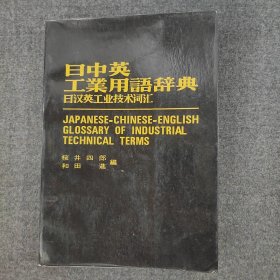 日中英
工業用語辞典
日汉英工业技术词汇
JAPANESE-CHINESE-ENGLISH
GLOSSARY OF INDUSTRIAL
TECHNICAL TERMS
桜井四郎
和田進 編